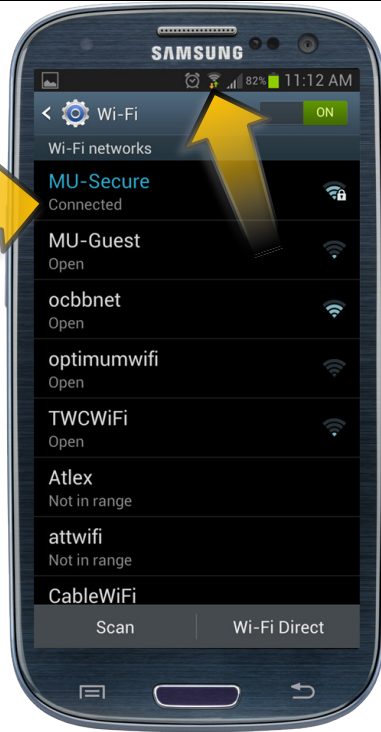 SAMSUNG
82% 11:12 AM
Wi-Fi
ON
Wi-Fi networks
MU-Secure
Connected
MU-Guest
Open
ocbbnet
Open
optimumwifi
Open
TWCWiFi
Open
Atlex
Not in range
attwifi
Not in range
CableWiFi
Scan
Wi-Fi Direct